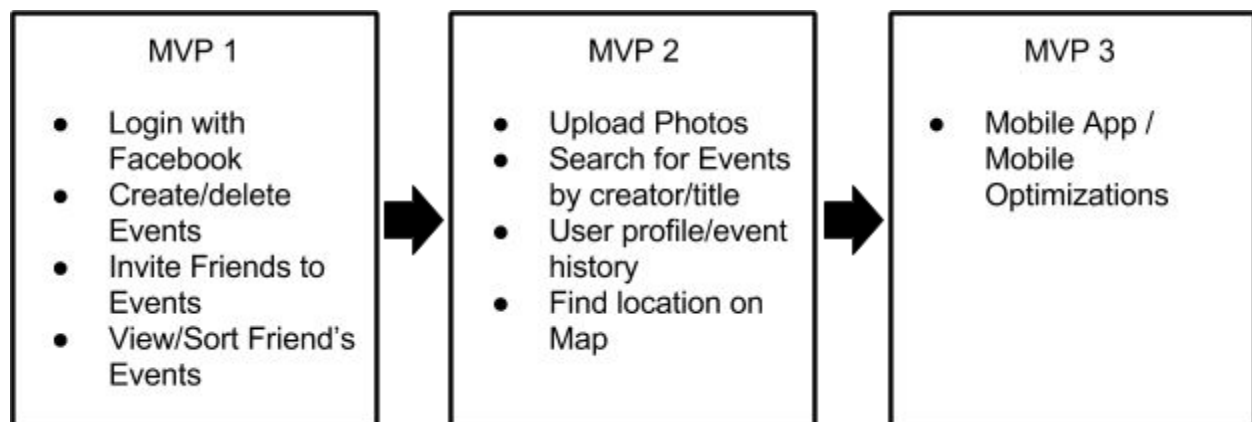 MVP 1
● Login with
Facebook
● Create/delete
Events
● Invite Friends to
Events
● View/Sort Friend's
Events
MVP 2
● Upload Photos
● Search for Events
by creator/title
● User profile/event
history
● Find location on
Map
MVP 3
● Mobile App /
Mobile
Optimizations